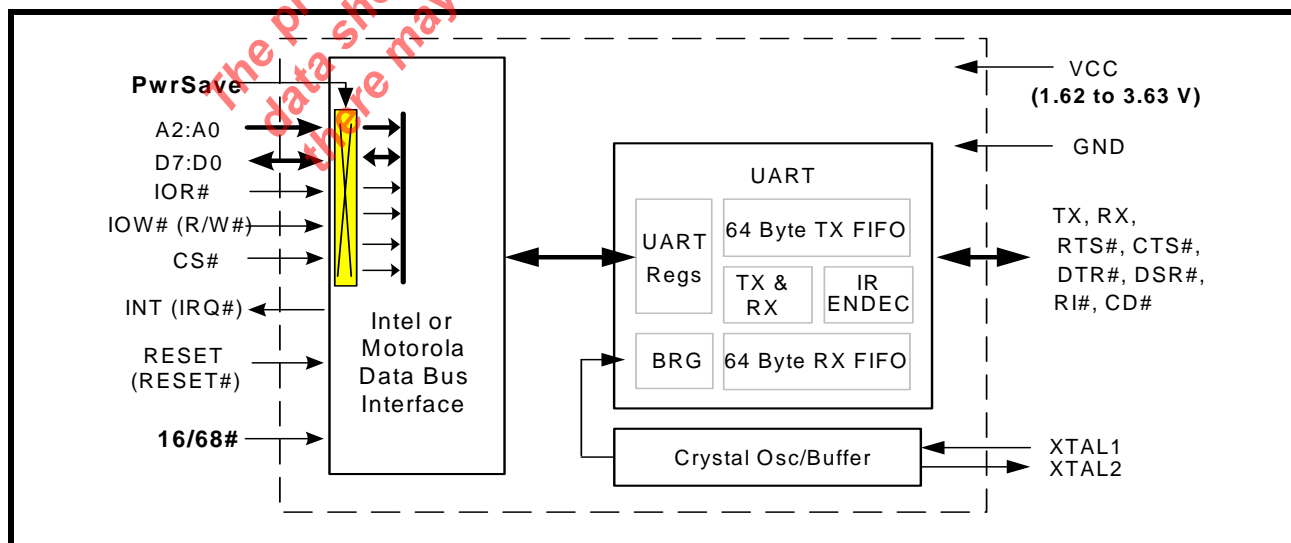 The pr
data she
there may
PwrSave
A2:A0
D7:D0
IOR#
IOW# (R/W#)
CS#
INT (IRQ#)
RESET
(RESET#)
16/68#
Intel or
Motorola
Data Bus
Interface
UART
UART
Regs
64 Byte TX FIFO
TX &
RX
IR
ENDEC
BRG
64 Byte RX FIFO
Crystal Osc/Buffer
VCC
(1.62 to 3.63 V)
GND
TX, RX,
RTS#, CTS#,
DTR#, DSR#,
RI#, CD#
XTAL1
XTAL2